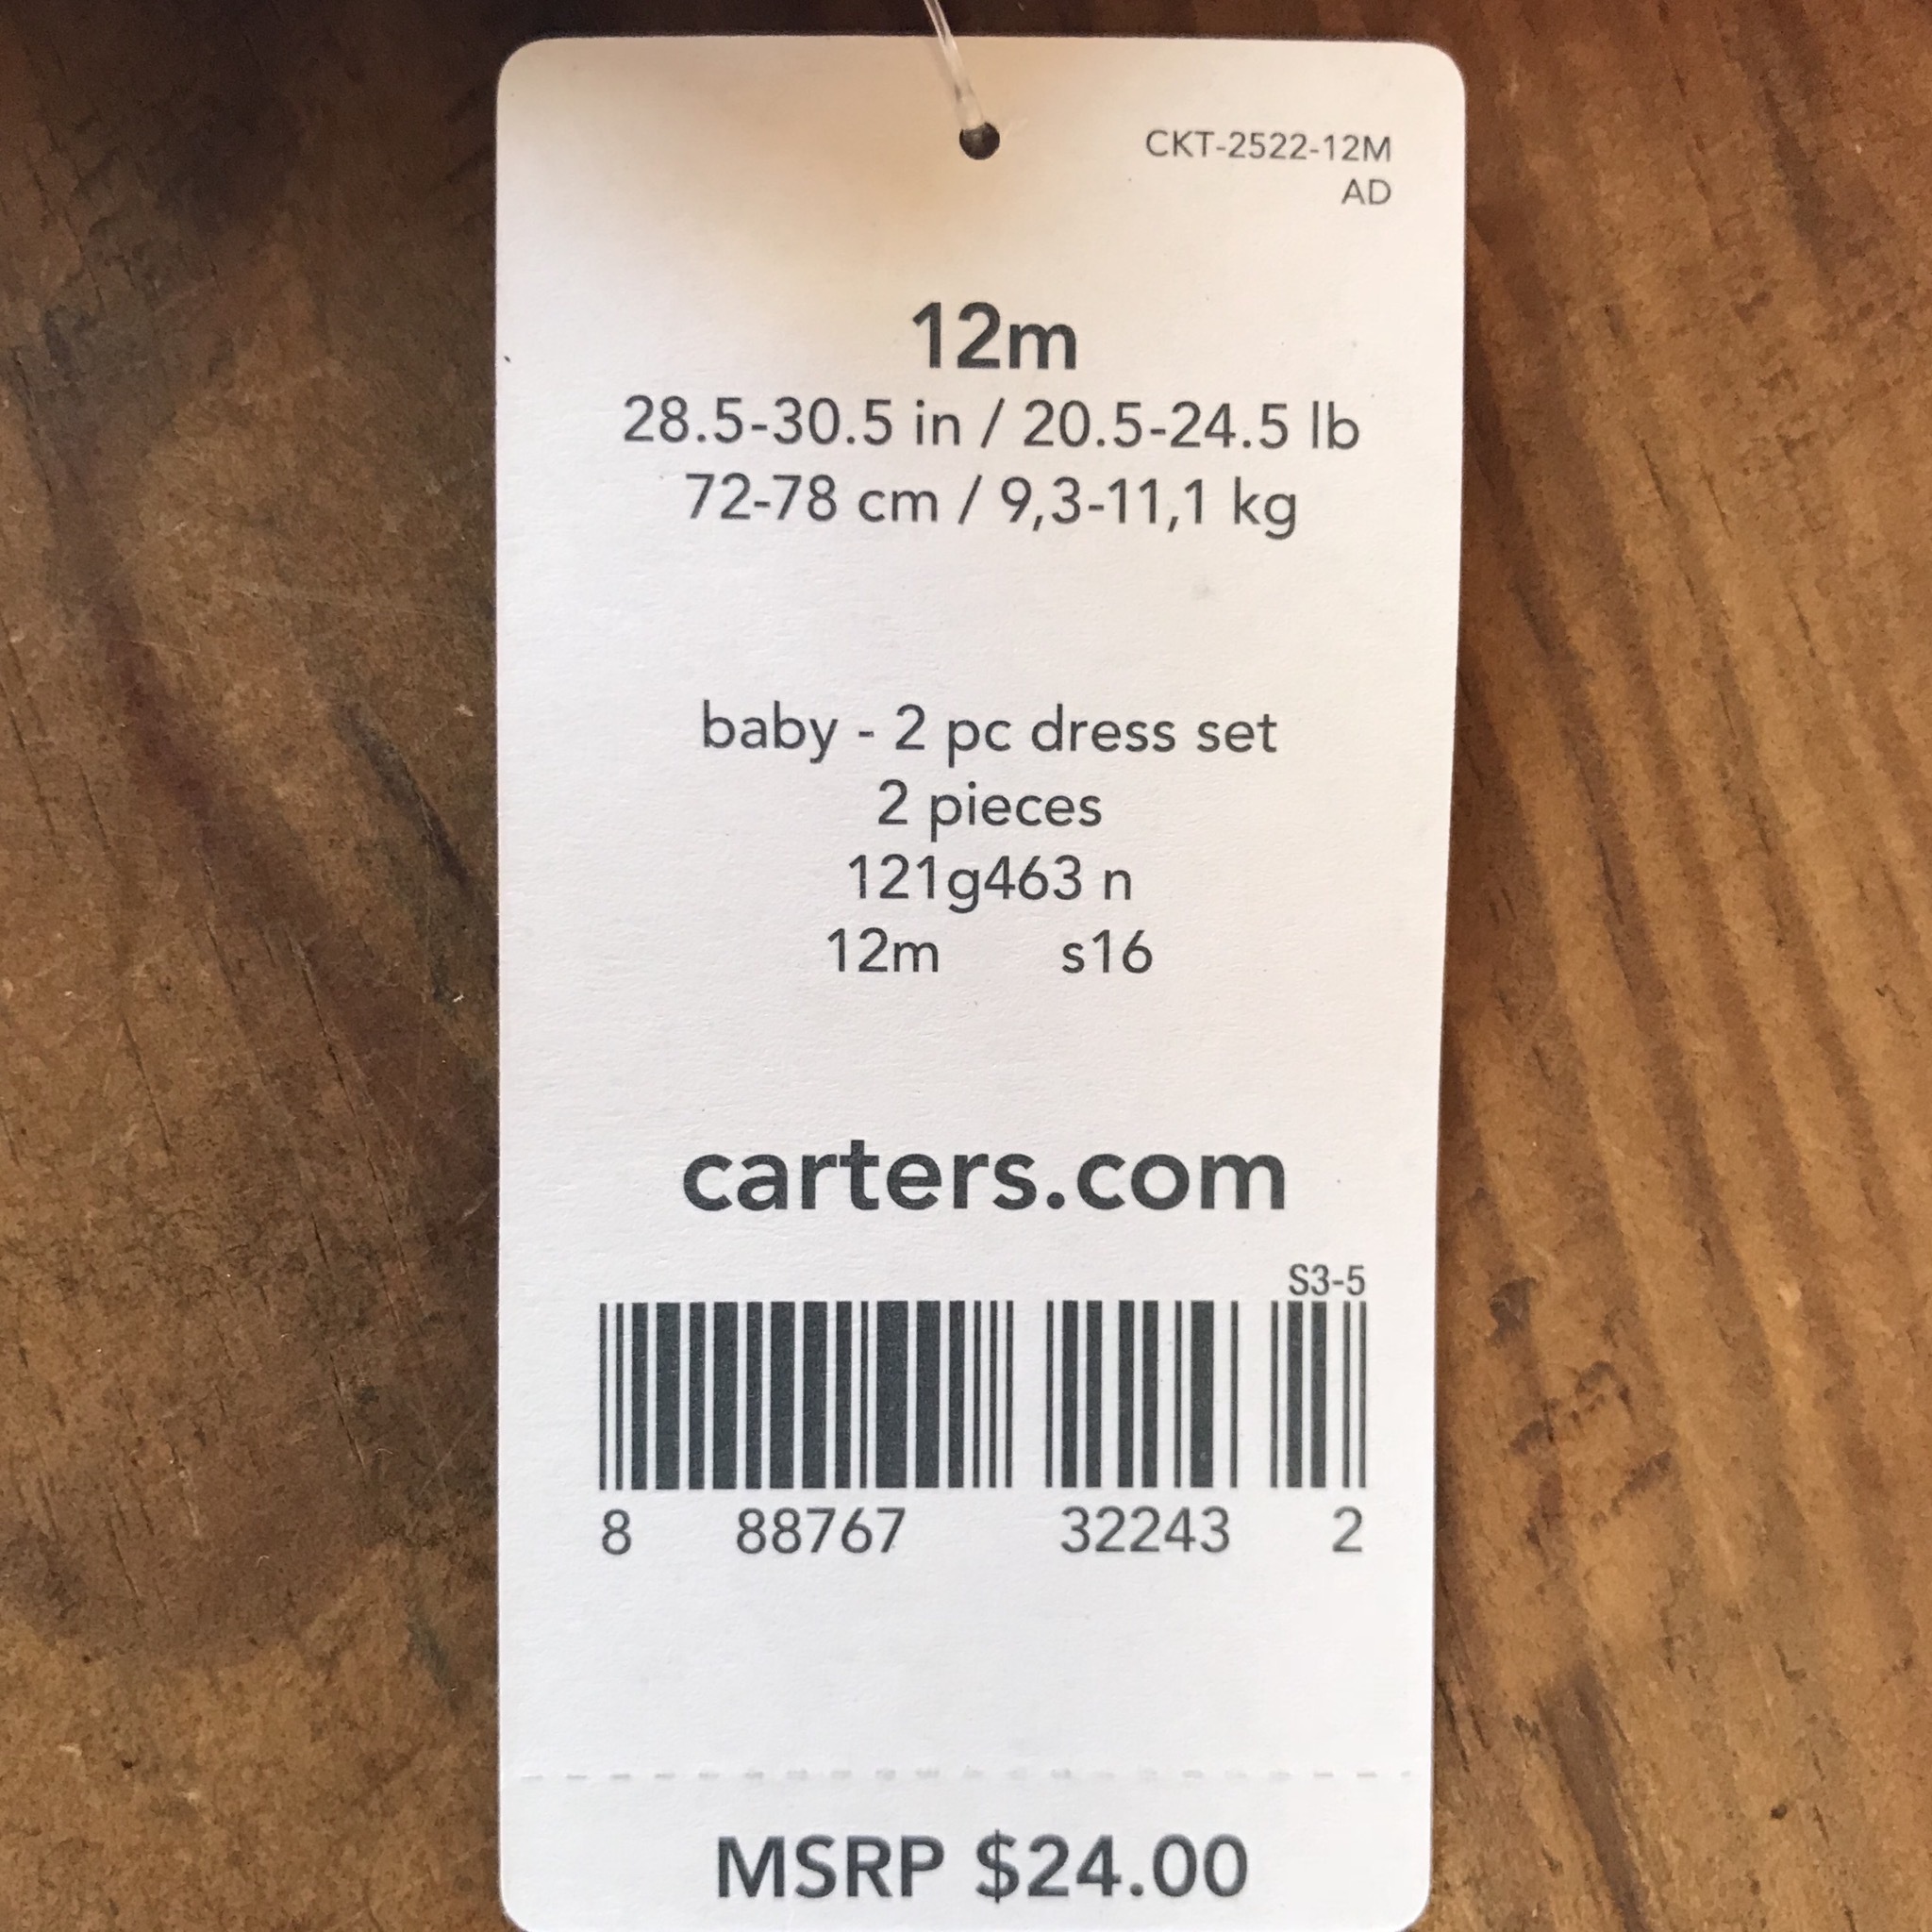 CKT-2522-12M
AD
12m
28.5-30.5 in / 20.5-24.5 lb
72-78 cm / 9,3-11,1 kg
baby - 2 pc dress set
2 pieces
121g463 n
12m s16
carters.com
S3-5
8 88767 32243 2
MSRP $24.00